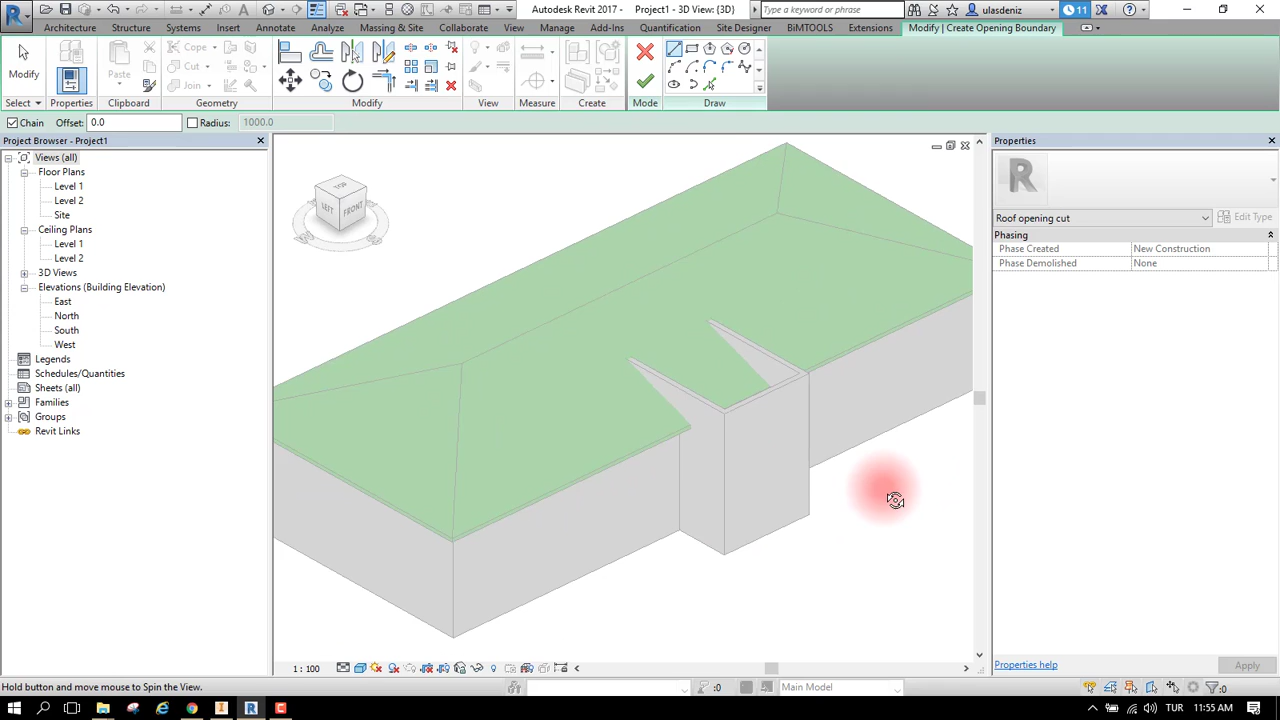 Autodesk Revit 2017 - Project1 - 3D View: {3D}
Type a keyword or phrase
ulasdeniz
11
Architecture Structure Systems Insert Annotate Analyze Massing & Site Collaborate View Manage Add-Ins Quantification Site Designer BiMTOOLS Extensions Modify | Create Opening Boundary
Modify
Paste
Cope
Cut
Join
Select Properties Clipboard Geometry Modify View Measure Create Mode Draw
Chain Offset: 0.0 Radius: 1000.0
Project Browser - Project1
Views (all)
Floor Plans
Level 1
Level 2
Site
Ceiling Plans
Level 1
Level 2
3D Views
Elevations (Building Elevation)
East
North
South
West
Legends
Schedules/Quantities
Sheets (all)
Families
Groups
Revit Links
TOP
LEFT
FRONT
Properties
Roof opening cut
Edit Type
Phasing
Phase Created New Construction
Phase Demolished None
Properties help
Apply
1 : 100
Hold button and move mouse to Spin the View.
:0
Main Model
:0
TUR 11:55 AM